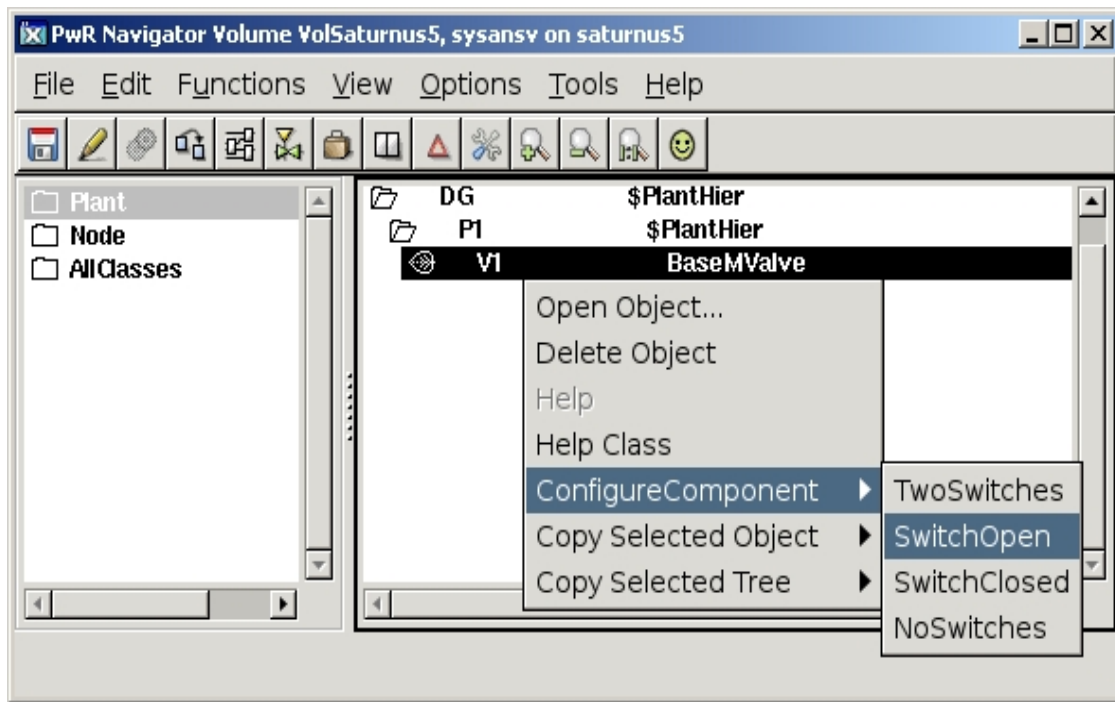 PwR Navigator Volume VolSaturnus5, sysansv on saturnus5
File Edit Functions View Options Tools Help
Plant
Node
AllClasses
DG $PlantHier
P1 $PlantHier
V1 BaseMValve
Open Object...
Delete Object
Help
Help Class
ConfigureComponent
Copy Selected Object
Copy Selected Tree
TwoSwitches
SwitchOpen
SwitchClosed
NoSwitches